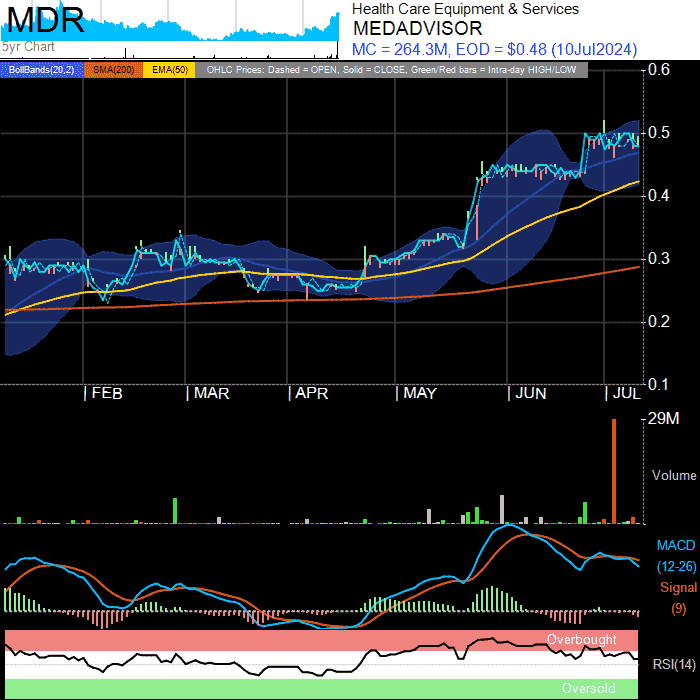 MDR
5yr Chart
Health Care Equipment & Services
MEDADVISOR
MC = 264.3M, EOD = $0.48 (10Jul2024)
BollBands(20,2) SMA(200) EMA(50) OHLC Prices: Dashed = OPEN, Solid = CLOSE, Green/Red bars = Intra-day HIGH/LOW
0.6
0.5
0.4
0.3
0.2
0.1
FEB MAR APR MAY JUN JUL
29M
Volume
MACD
(12-26)
Signal
(9)
Overbought
RSI(14)
Oversold